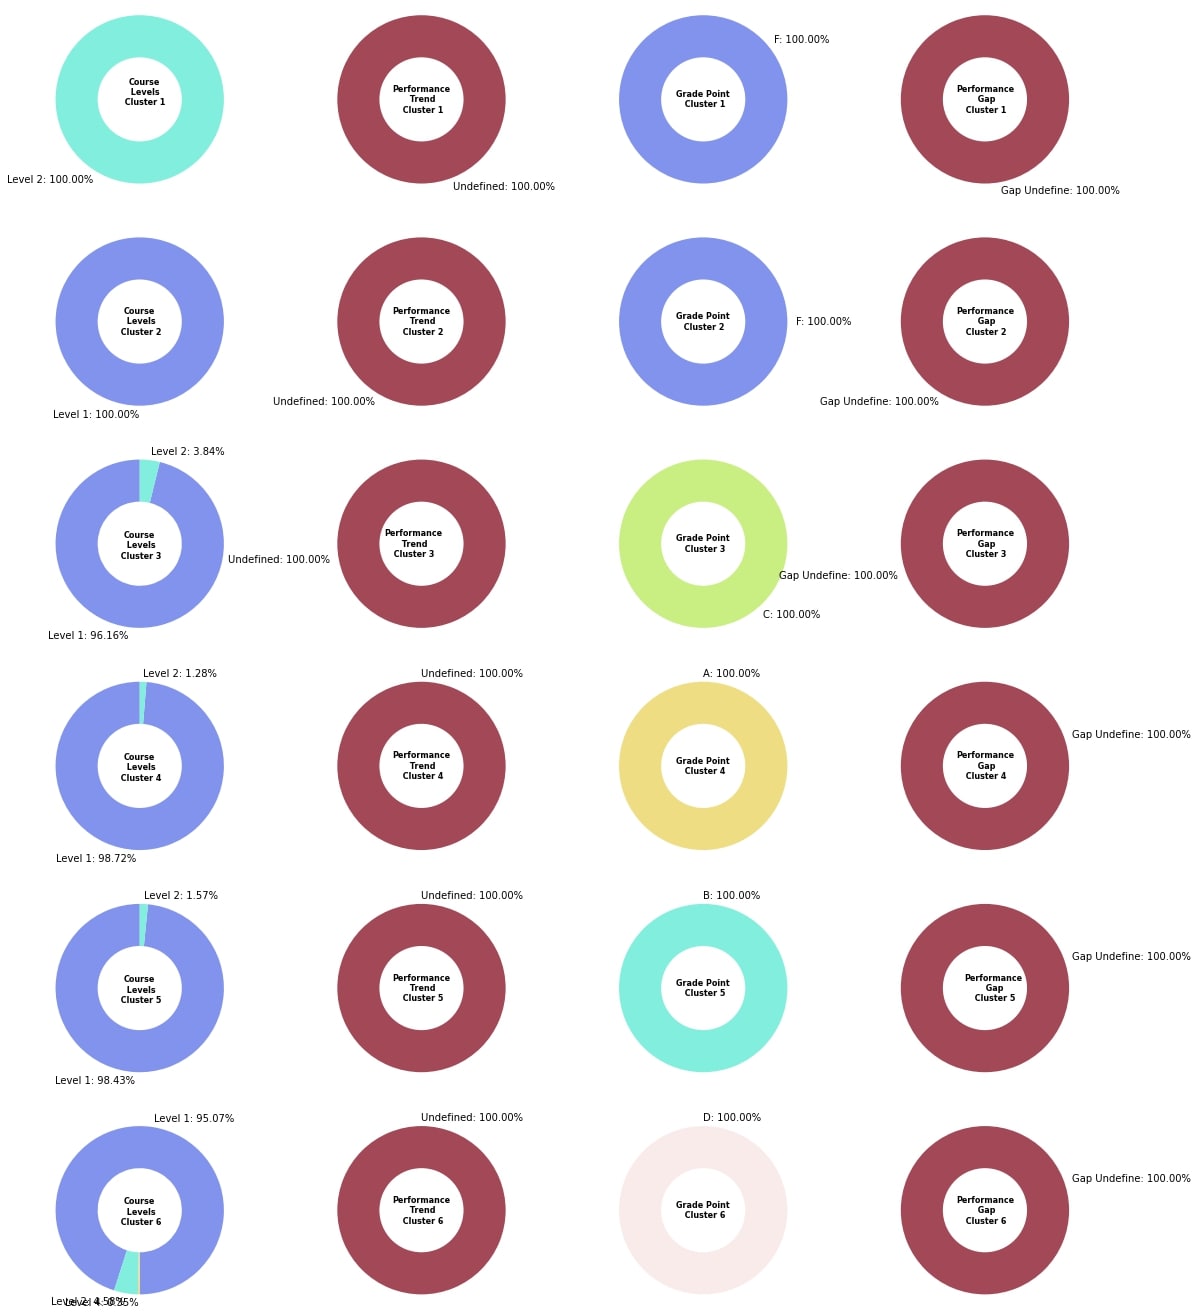 Course
Levels
Cluster 1
Level 2: 100.00%
Performance
Trend
Cluster 1
Undefined: 100.00%
Grade Point
Cluster 1
F: 100.00%
Performance
Gap
Cluster 1
Gap Undefine: 100.00%
Course
Levels
Cluster 2
Level 1: 100.00%
Performance
Trend
Cluster 2
Undefined: 100.00%
Grade Point
Cluster 2
F: 100.00%
Performance
Gap
Cluster 2
Gap Undefine: 100.00%
Level 2: 3.84%
Course
Levels
Cluster 3
Level 1: 96.16%
Performance
Trend
Cluster 3
Undefined: 100.00%
Grade Point
Cluster 3
C: 100.00%
Performance
Gap
Cluster 3
Gap Undefine: 100.00%
Level 2: 1.28%
Course
Levels
Cluster 4
Level 1: 98.72%
Undefined: 100.00%
Performance
Trend
Cluster 4
A: 100.00%
Grade Point
Cluster 4
Performance
Gap
Cluster 4
Gap Undefine: 100.00%
Level 2: 1.57%
Course
Levels
Cluster 5
Level 1: 98.43%
Undefined: 100.00%
Performance
Trend
Cluster 5
B: 100.00%
Grade Point
Cluster 5
Performance
Gap
Cluster 5
Gap Undefine: 100.00%
Level 1: 95.07%
Course
Levels
Cluster 6
Level 2: 4.58%
Level 4: 0.35%
Undefined: 100.00%
Performance
Trend
Cluster 6
D: 100.00%
Grade Point
Cluster 6
Performance
Gap
Cluster 6
Gap Undefine: 100.00%